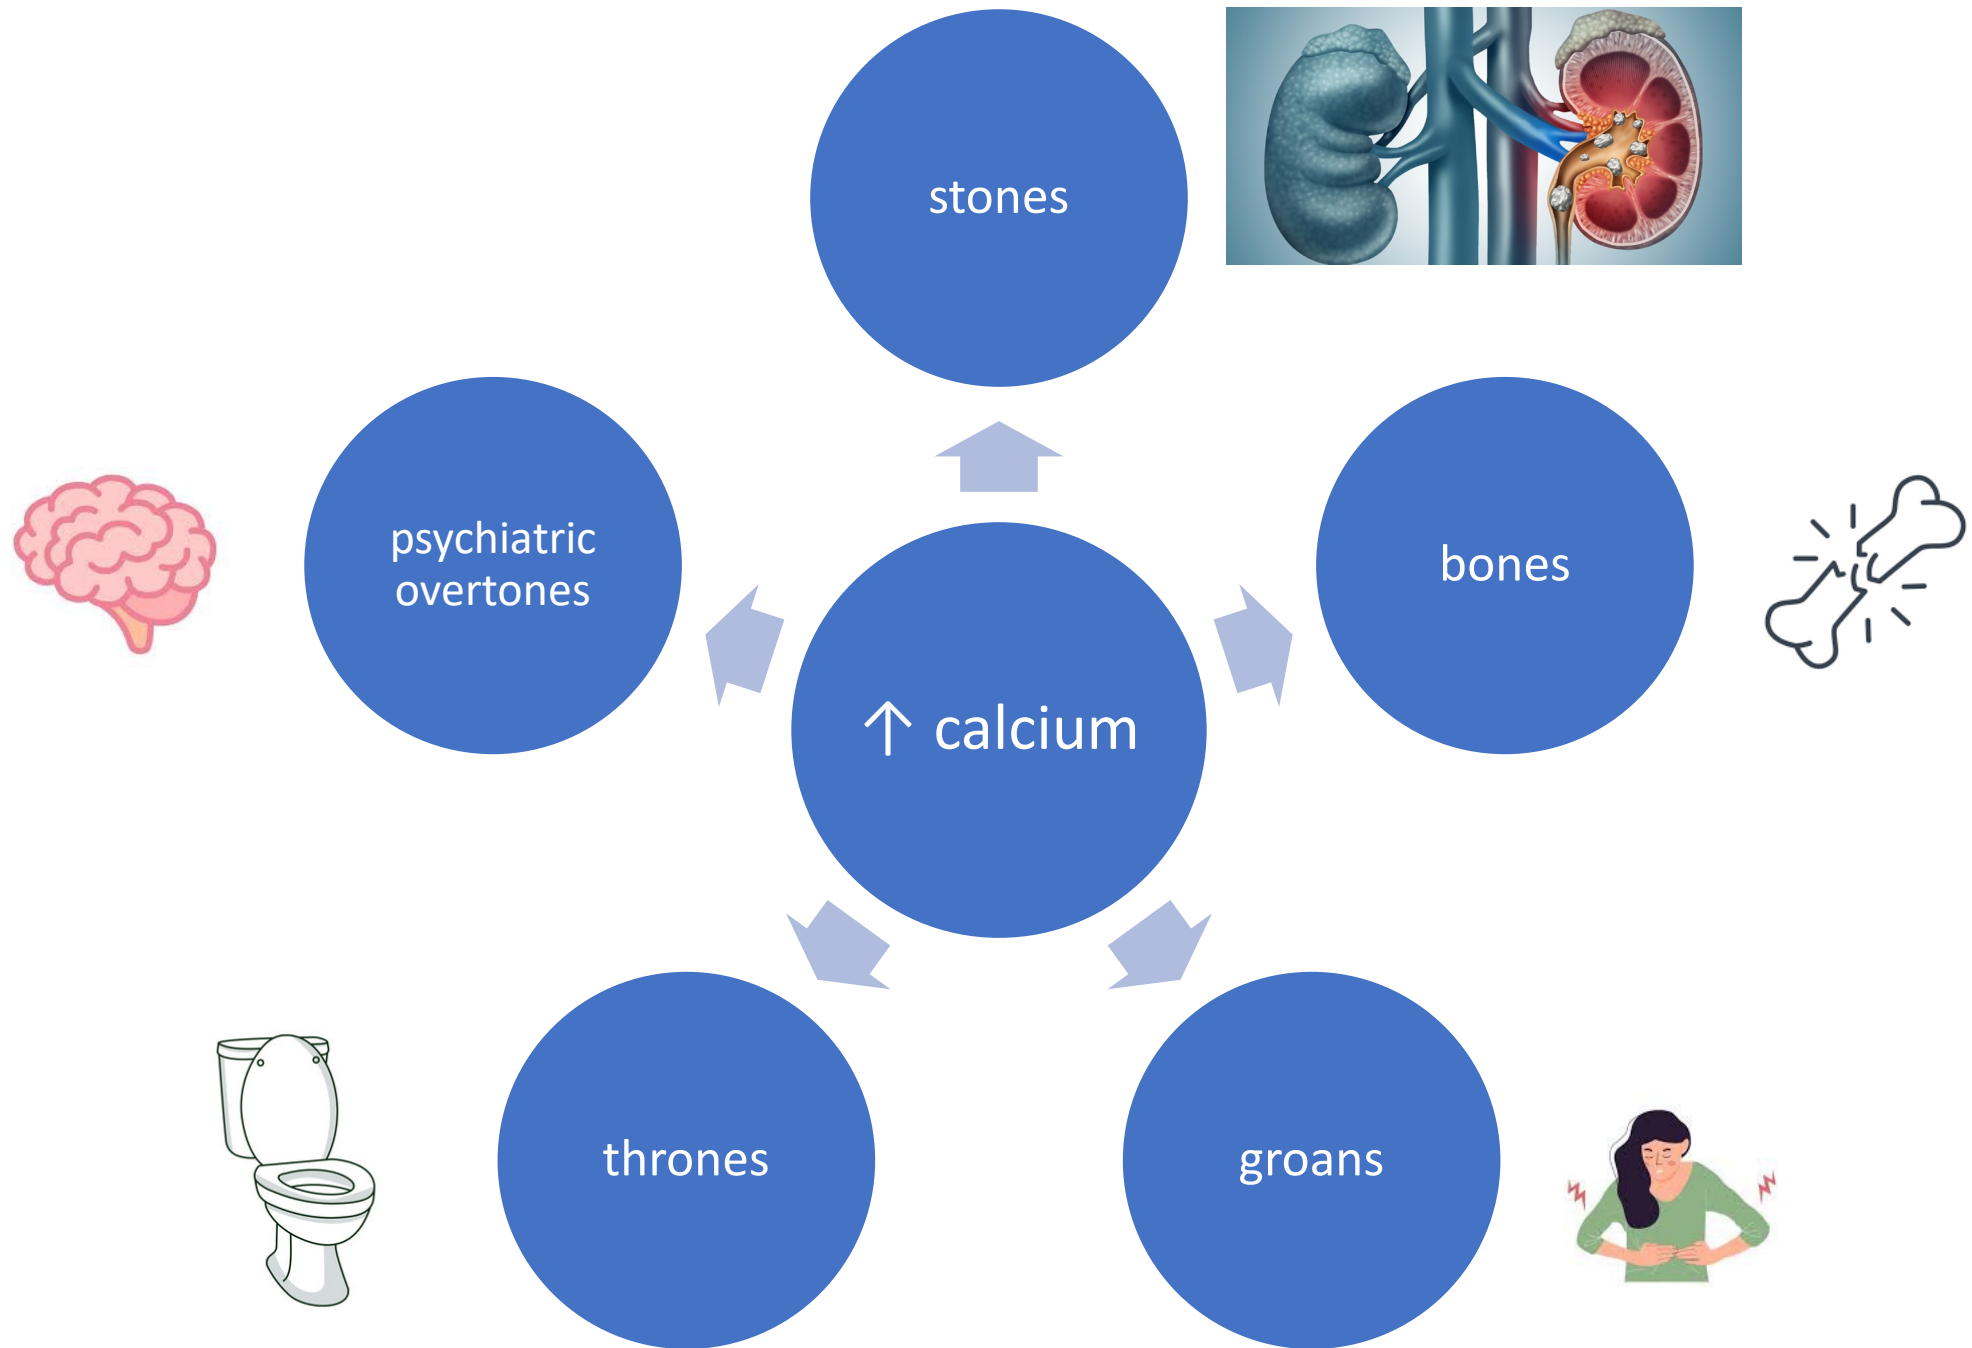 stones
psychiatric
overtones
bones
↑ calcium
thrones
groans